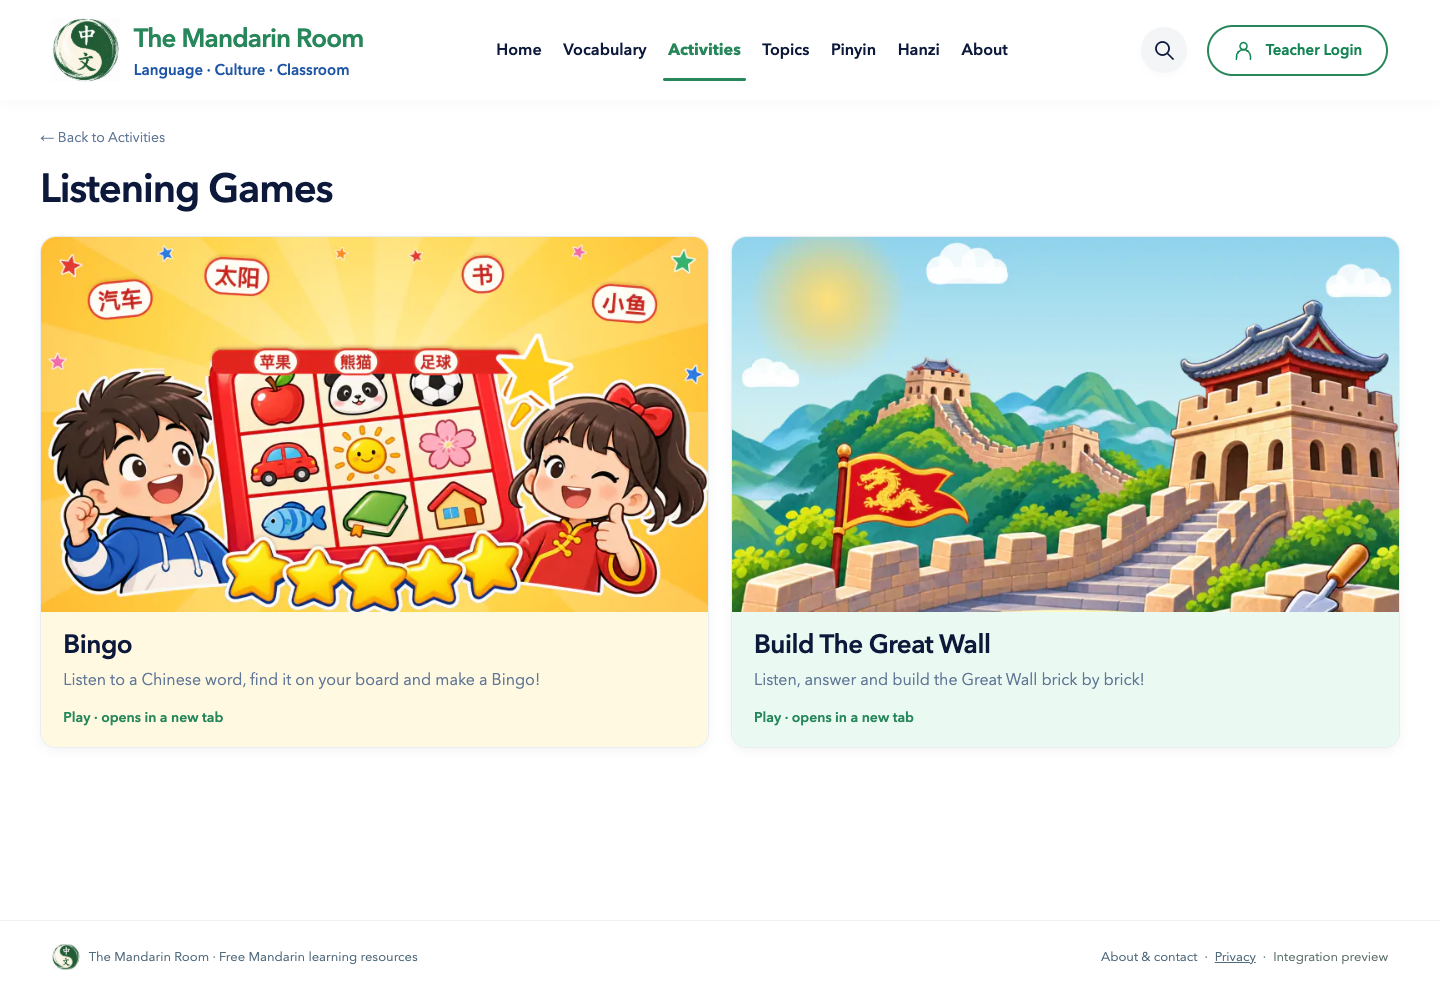 中
文
The Mandarin Room
Language · Culture · Classroom
Home
Vocabulary
Activities
Topics
Pinyin
Hanzi
About
Teacher Login
← Back to Activities
Listening Games
汽车
太阳
书
小鱼
苹果
熊猫
足球
Bingo
Listen to a Chinese word, find it on your board and make a Bingo!
Play · opens in a new tab
Build The Great Wall
Listen, answer and build the Great Wall brick by brick!
Play · opens in a new tab
中
文
The Mandarin Room · Free Mandarin learning resources
About & contact · Privacy · Integration preview